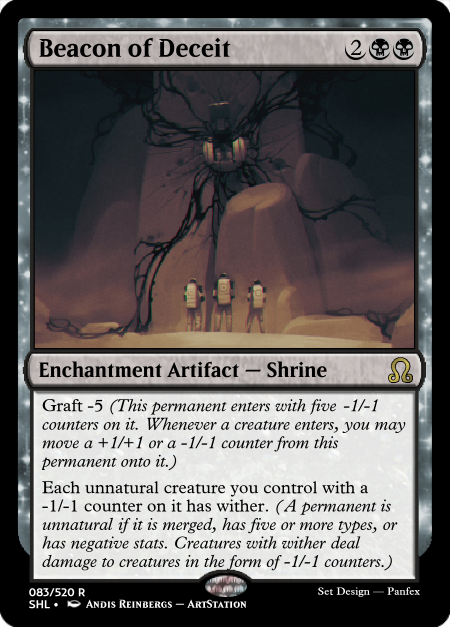 Beacon of Deceit 2
Enchantment Artifact — Shrine
Graft -5 (This permanent enters with five -1/-1
counters on it. Whenever a creature enters, you may
move a +1/+1 or a -1/-1 counter from this
permanent onto it.)
Each unnatural creature you control with a
-1/-1 counter on it has wither. (A permanent is
unnatural if it is merged, has five or more types, or
has negative stats. Creatures with wither deal
damage to creatures in the form of -1/-1 counters.)
083/520 R
Set Design — Panfex
SHL • Andis Reinbergs — ArtStation